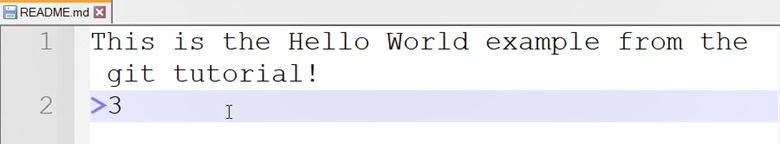 README.md
1 This is the Hello World example from the
git tutorial!
2 >3